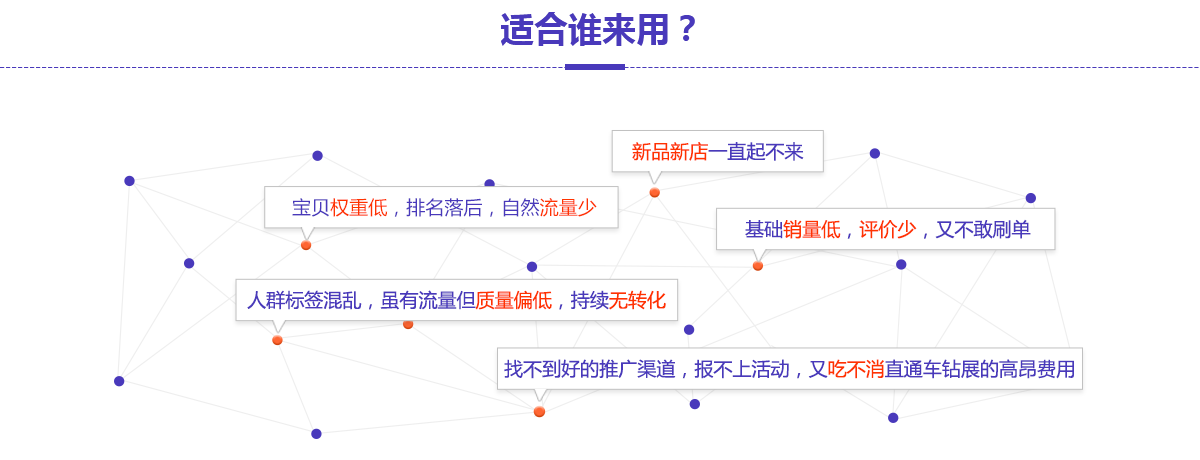 适合谁来用？
新品新店一直起不来
宝贝权重低，排名落后，自然流量少
基础销量低，评价少，又不敢刷单
人群标签混乱，虽有流量但质量偏低，持续无转化
找不到好的推广渠道，报不上活动，又吃不消直通车钻展的高昂费用